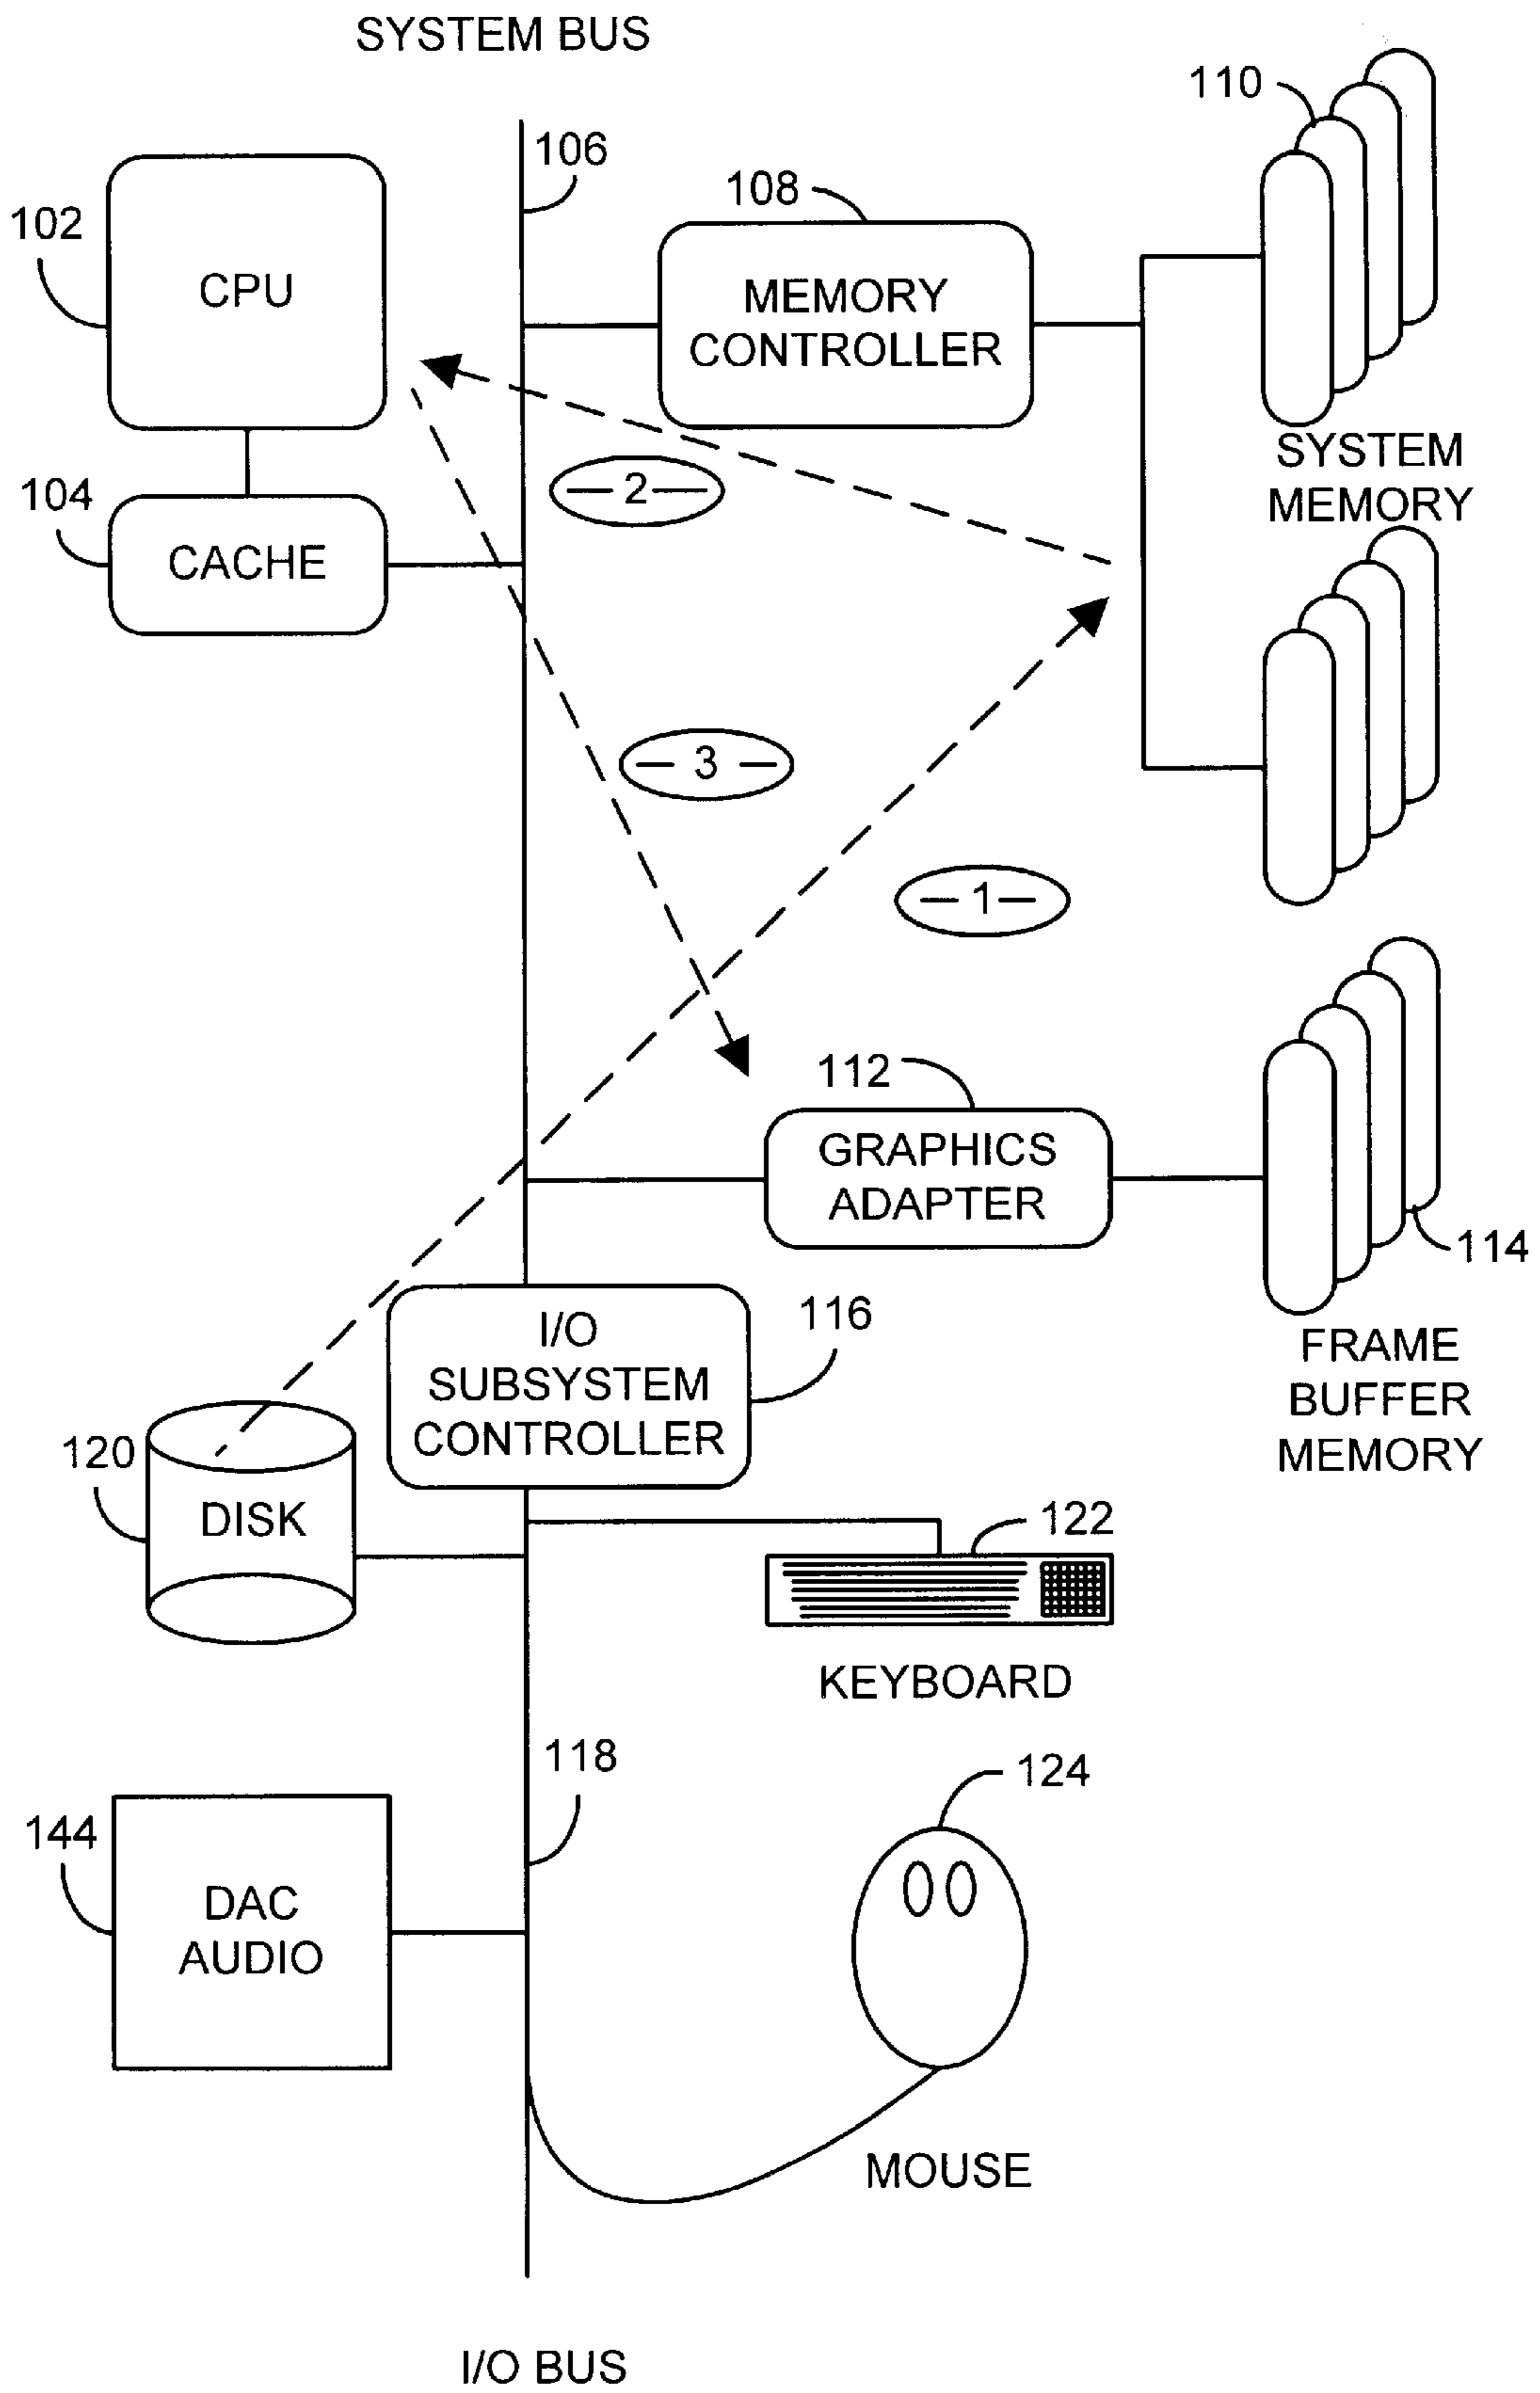 SYSTEM BUS
110
106
108
102
CPU
MEMORY
CONTROLLER
SYSTEM
MEMORY
104
2
CACHE
3
1
112
GRAPHICS
ADAPTER
114
116
I/O
SUBSYSTEM
CONTROLLER
FRAME
BUFFER
MEMORY
120
DISK
122
KEYBOARD
118
124
144
DAC
AUDIO
MOUSE
I/O BUS